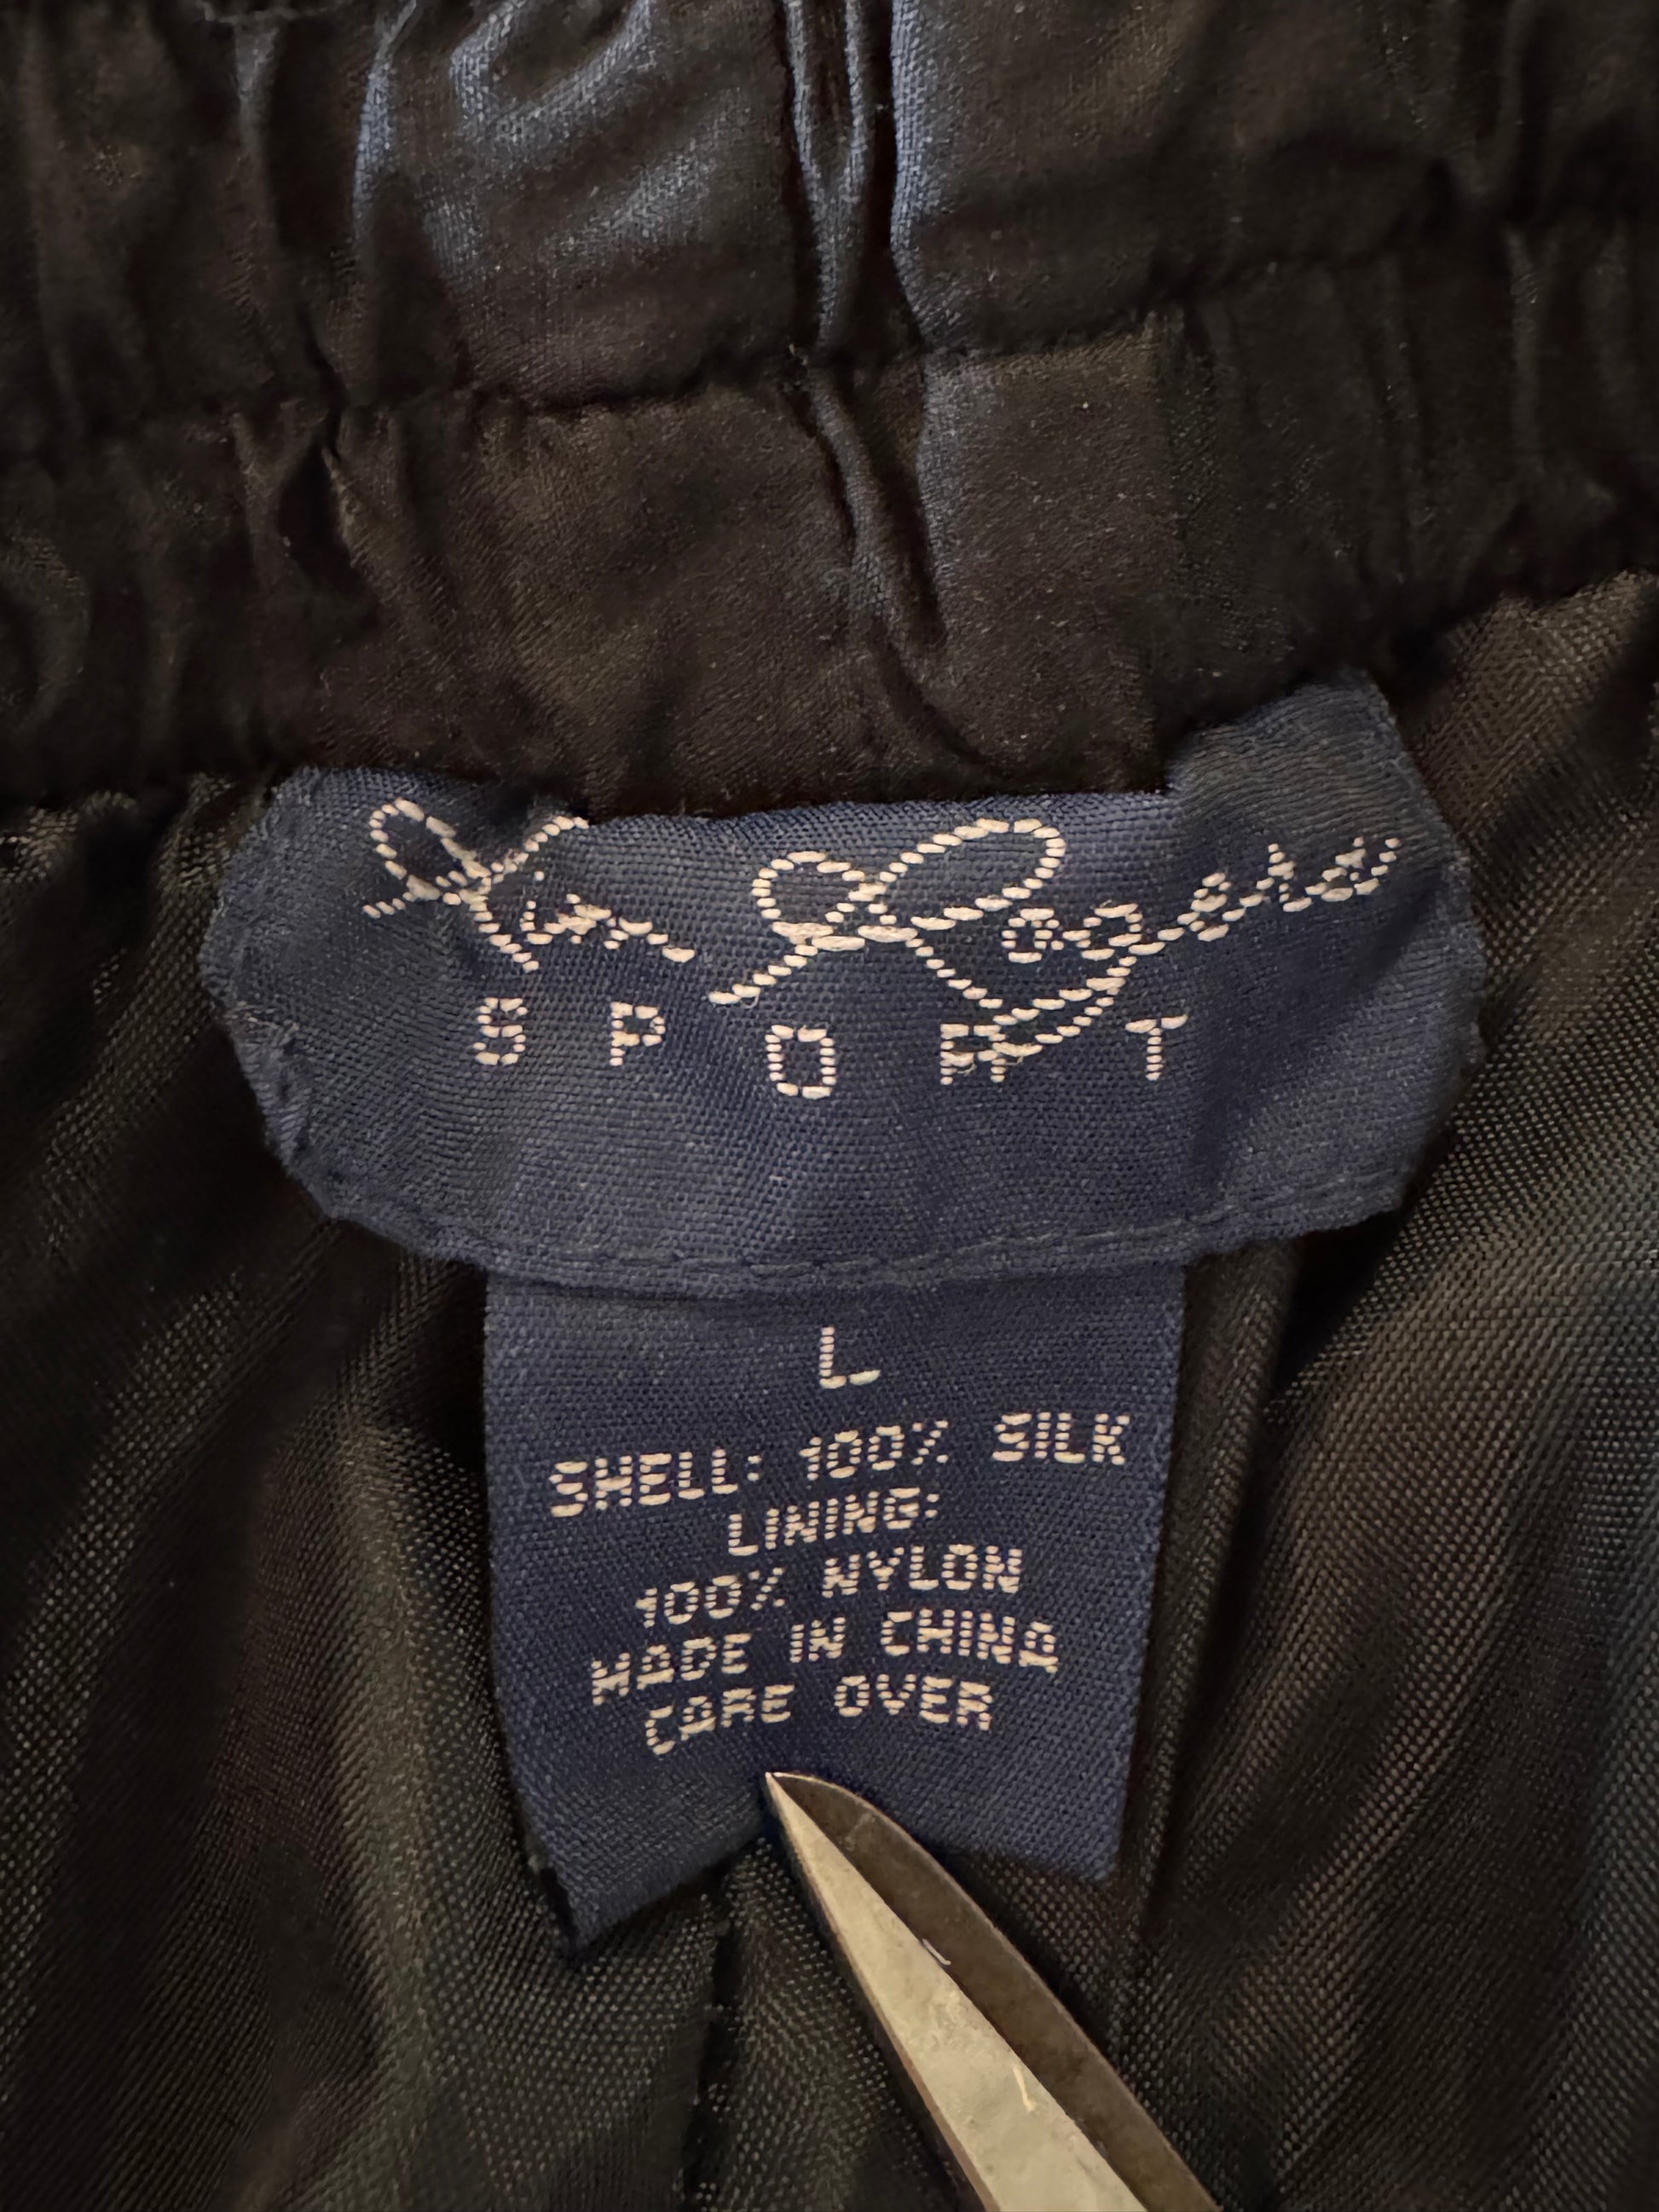 Kim Rogers
SPORT
L
SHELL: 100% SILK
LINING:
100% NYLON
MADE IN CHINA
CARE OVER